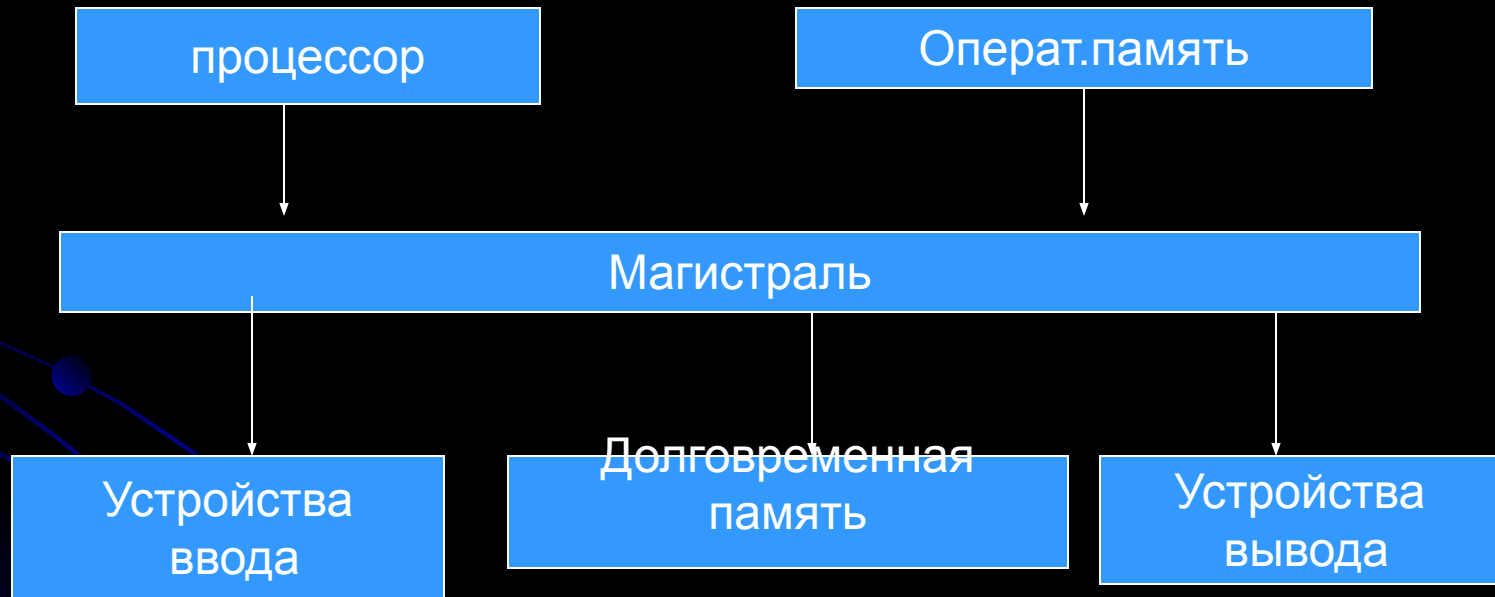 процессор
Операт.память
Магистраль
Устройства
ввода
Долговременная
память
Устройства
вывода